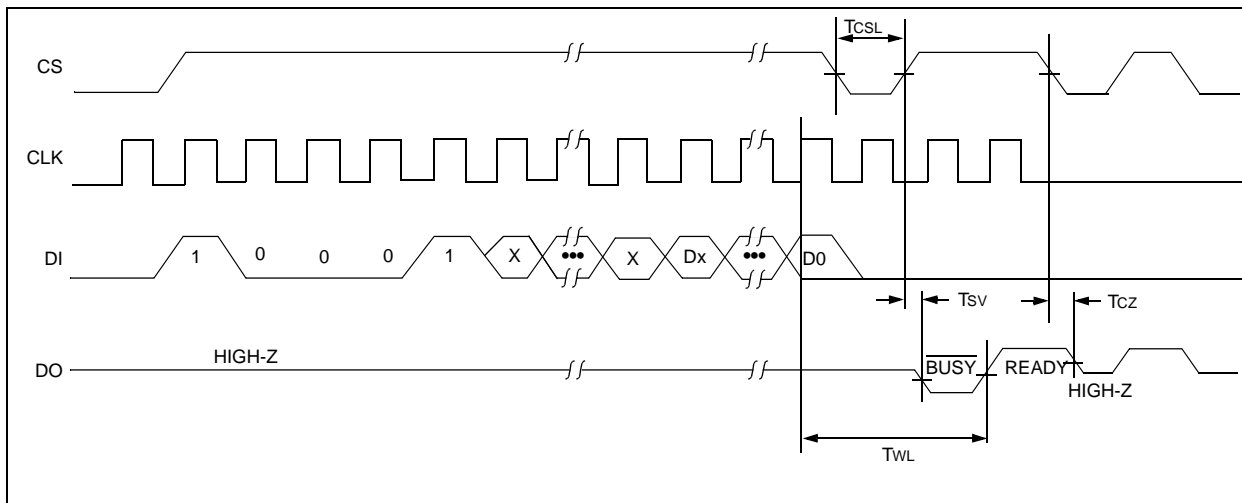 TCSL
CS
CLK
DI 1 0 0 0 1 X ••• X Dx ••• D0
TSV TCZ
HIGH-Z
DO BUSY READY
HIGH-Z
TWL